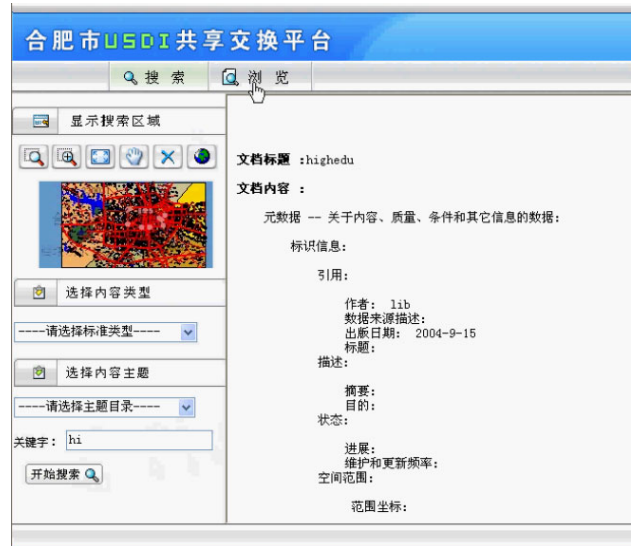 合肥市USDI共享交换平台
搜 索
浏 览
显示搜索区域
选择内容类型
----请选择标准类型----
选择内容主题
----请选择主题目录----
关键字: hi
开始搜索
文档标题 :highedu
文档内容 :
元数据 -- 关于内容、质量、条件和其它信息的数据:
标识信息:
引用:
作者: lib
数据来源描述:
出版日期: 2004-9-15
标题:
描述:
摘要:
目的:
状态:
进展:
维护和更新频率:
空间范围:
范围坐标: